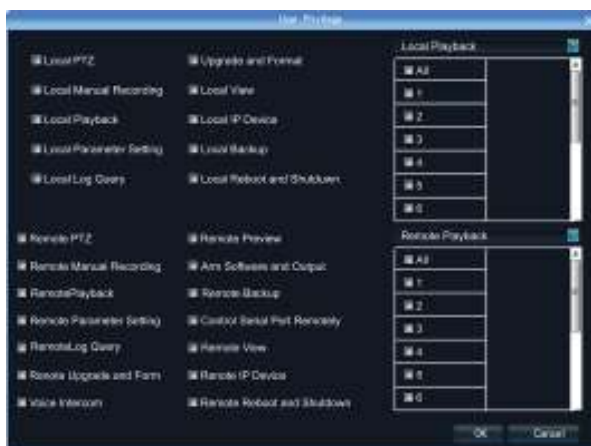 User Privilege
Local PTZ
Upgrade and Format
Local Manual Recording
Local View
Local Playback
Local IP Device
Local Parameter Setting
Local Backup
Local Log Query
Local Reboot and Shutdown
Local Playback
All
1
2
3
4
5
6
Remote PTZ
Remote Preview
Remote Manual Recording
Arm Software and Output
RemotePlayback
Remote Backup
Remote Parameter Setting
Control Serial Port Remotely
RemoteLog Query
Remote View
Remote Upgrade and Form
Remote IP Device
Voice Intercom
Remote Reboot and Shutdown
Remote Playback
All
1
2
3
4
5
6
OK
Cancel